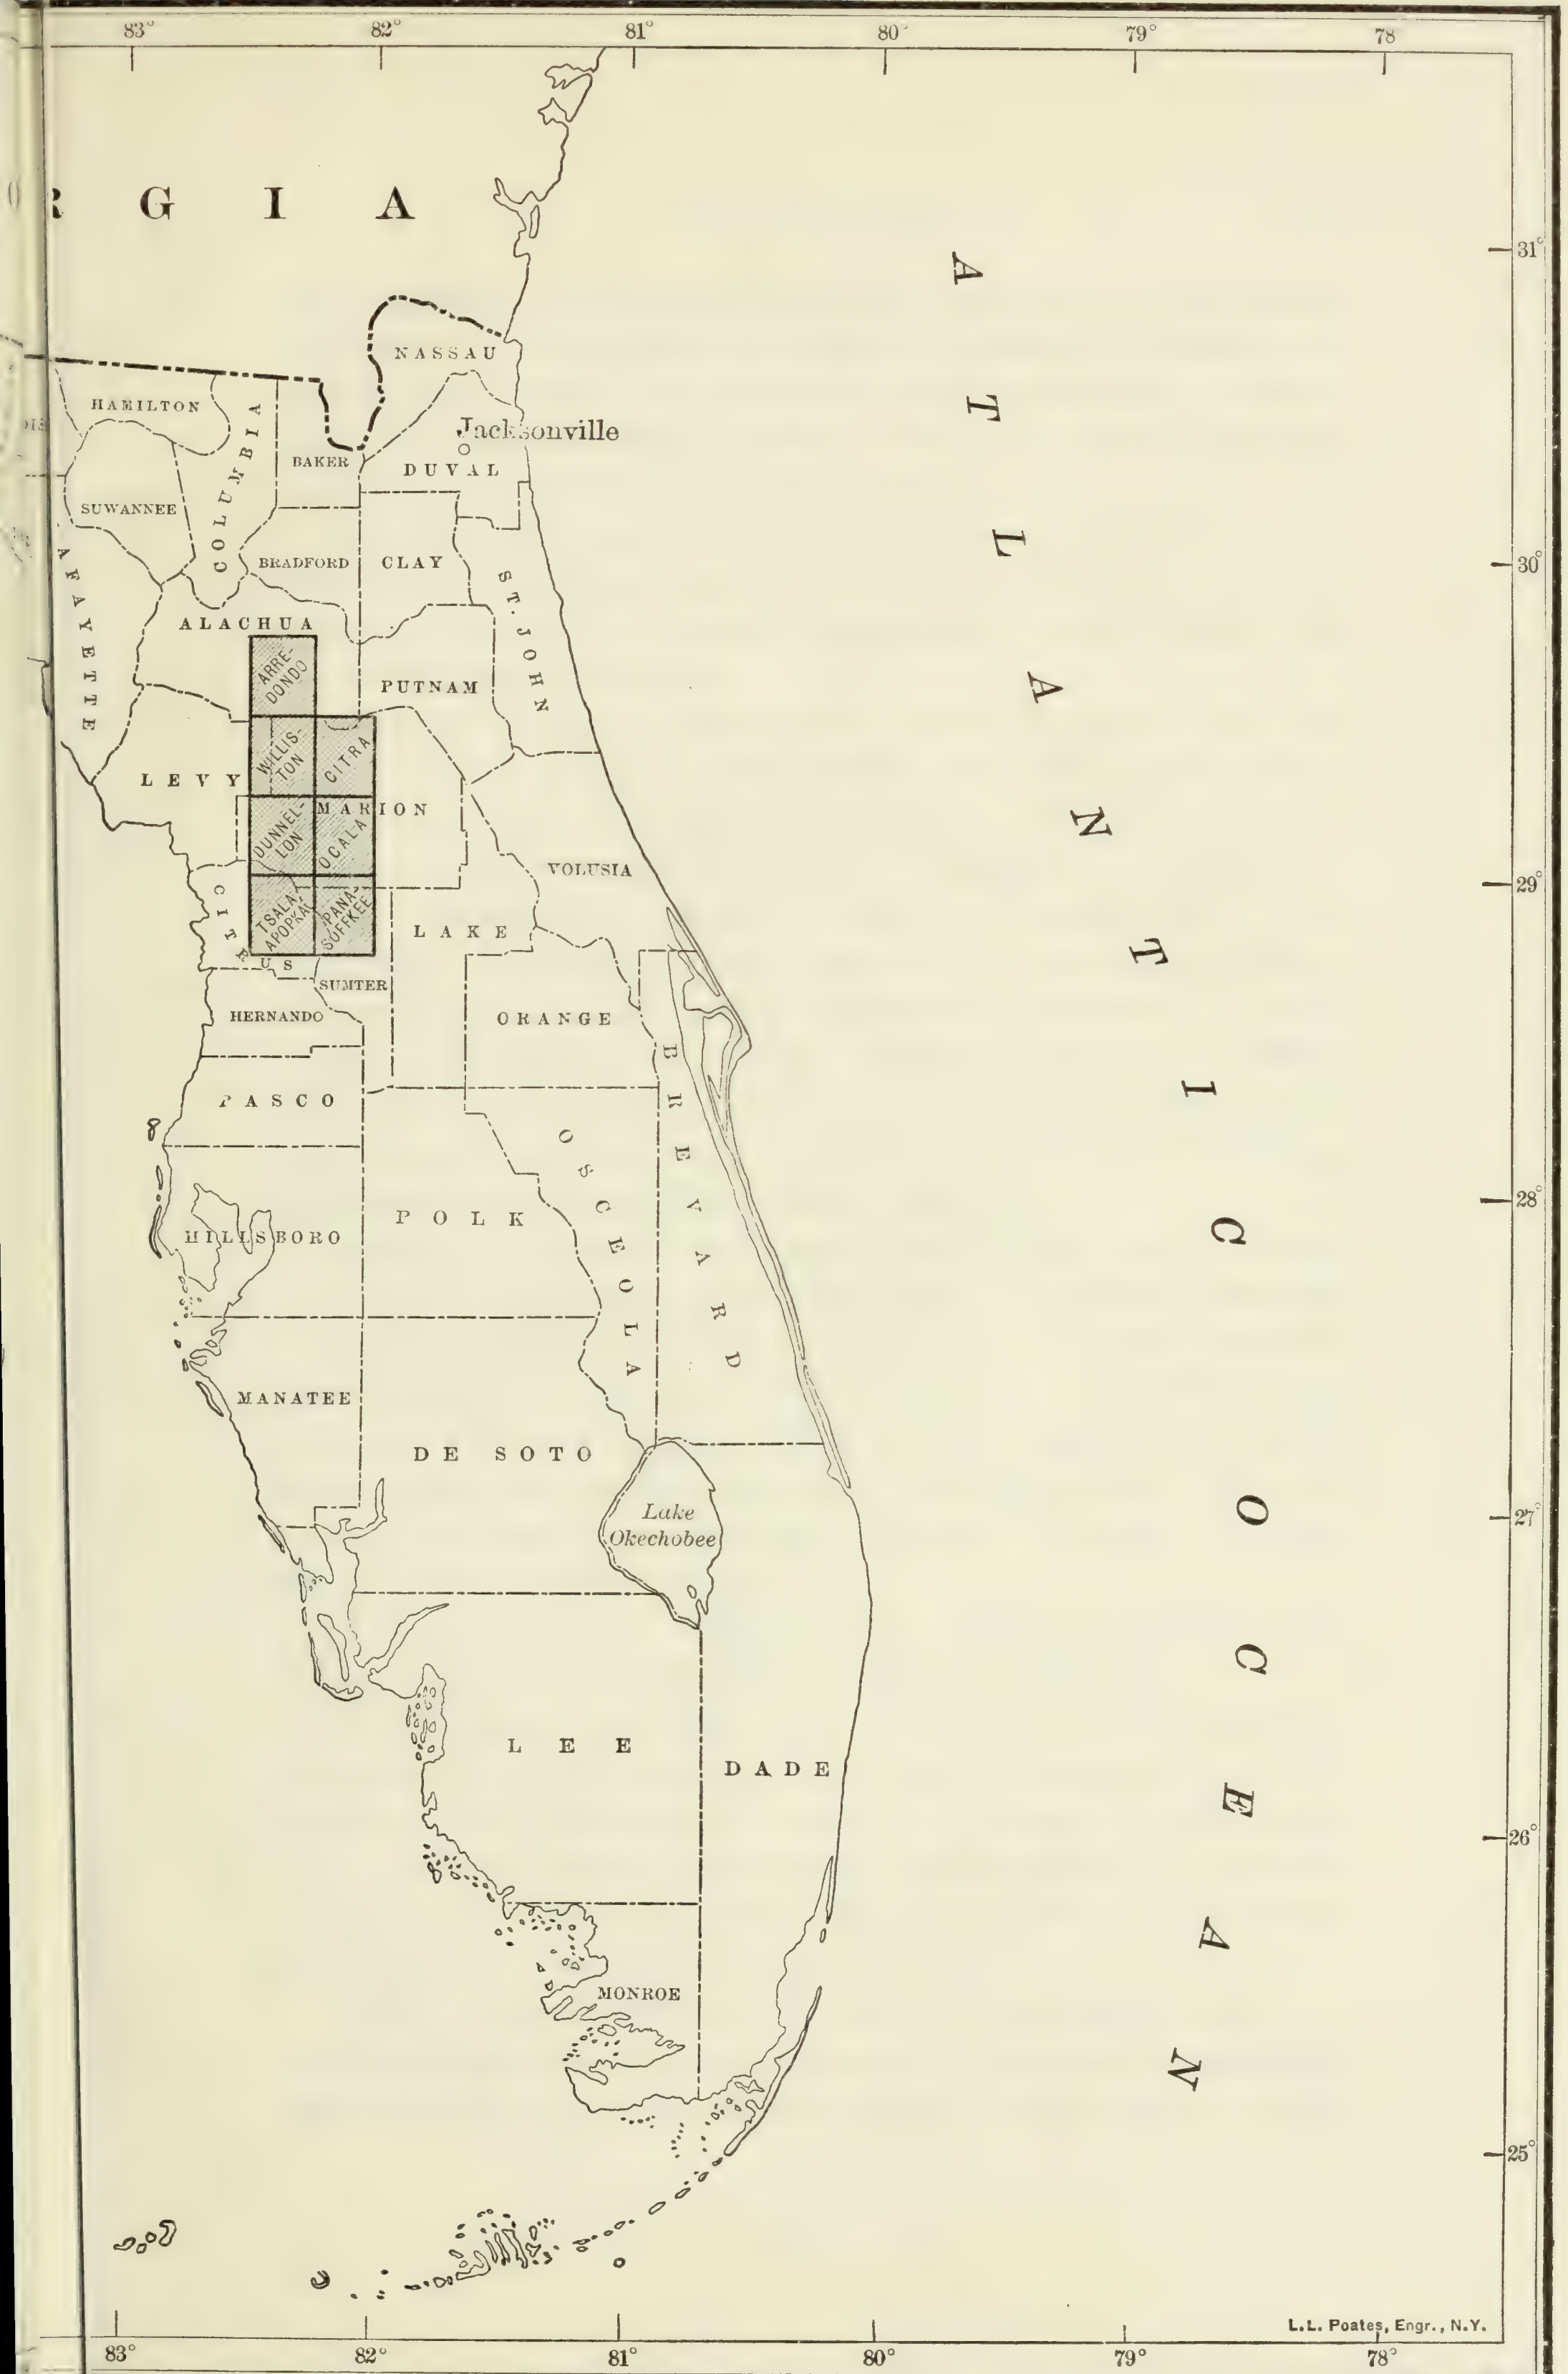 83° 82° 81° 80° 79° 78
R G I A
31°
NASSAU
HAMILTON
COLUMBIA
Jacksonville
BAKER
DUVAL
SUWANNEE
BRADFORD
CLAY
30°
AFAYETTE
ST. JOHN
ALACHUA
ARRE-
DONDO
PUTNAM
LEVY
WILLIS-
TON
CITRA
MARION
DUNNEL-
LON
OCALA
VOLUSIA
29°
CITRUS
TSALA
APOPKA
PANA-
SOFFKEE
LAKE
SUMTER
HERNANDO
ORANGE
BREVARD
PASCO
OSCEOLA
28°
HILLSBORO
POLK
MANATEE
DE SOTO
Lake
Okechobee
27°
LEE
DADE
26°
MONROE
25°
ATLANTIC OCEAN
L.L. Poates, Engr., N.Y.
83° 82° 81° 80° 79° 78°